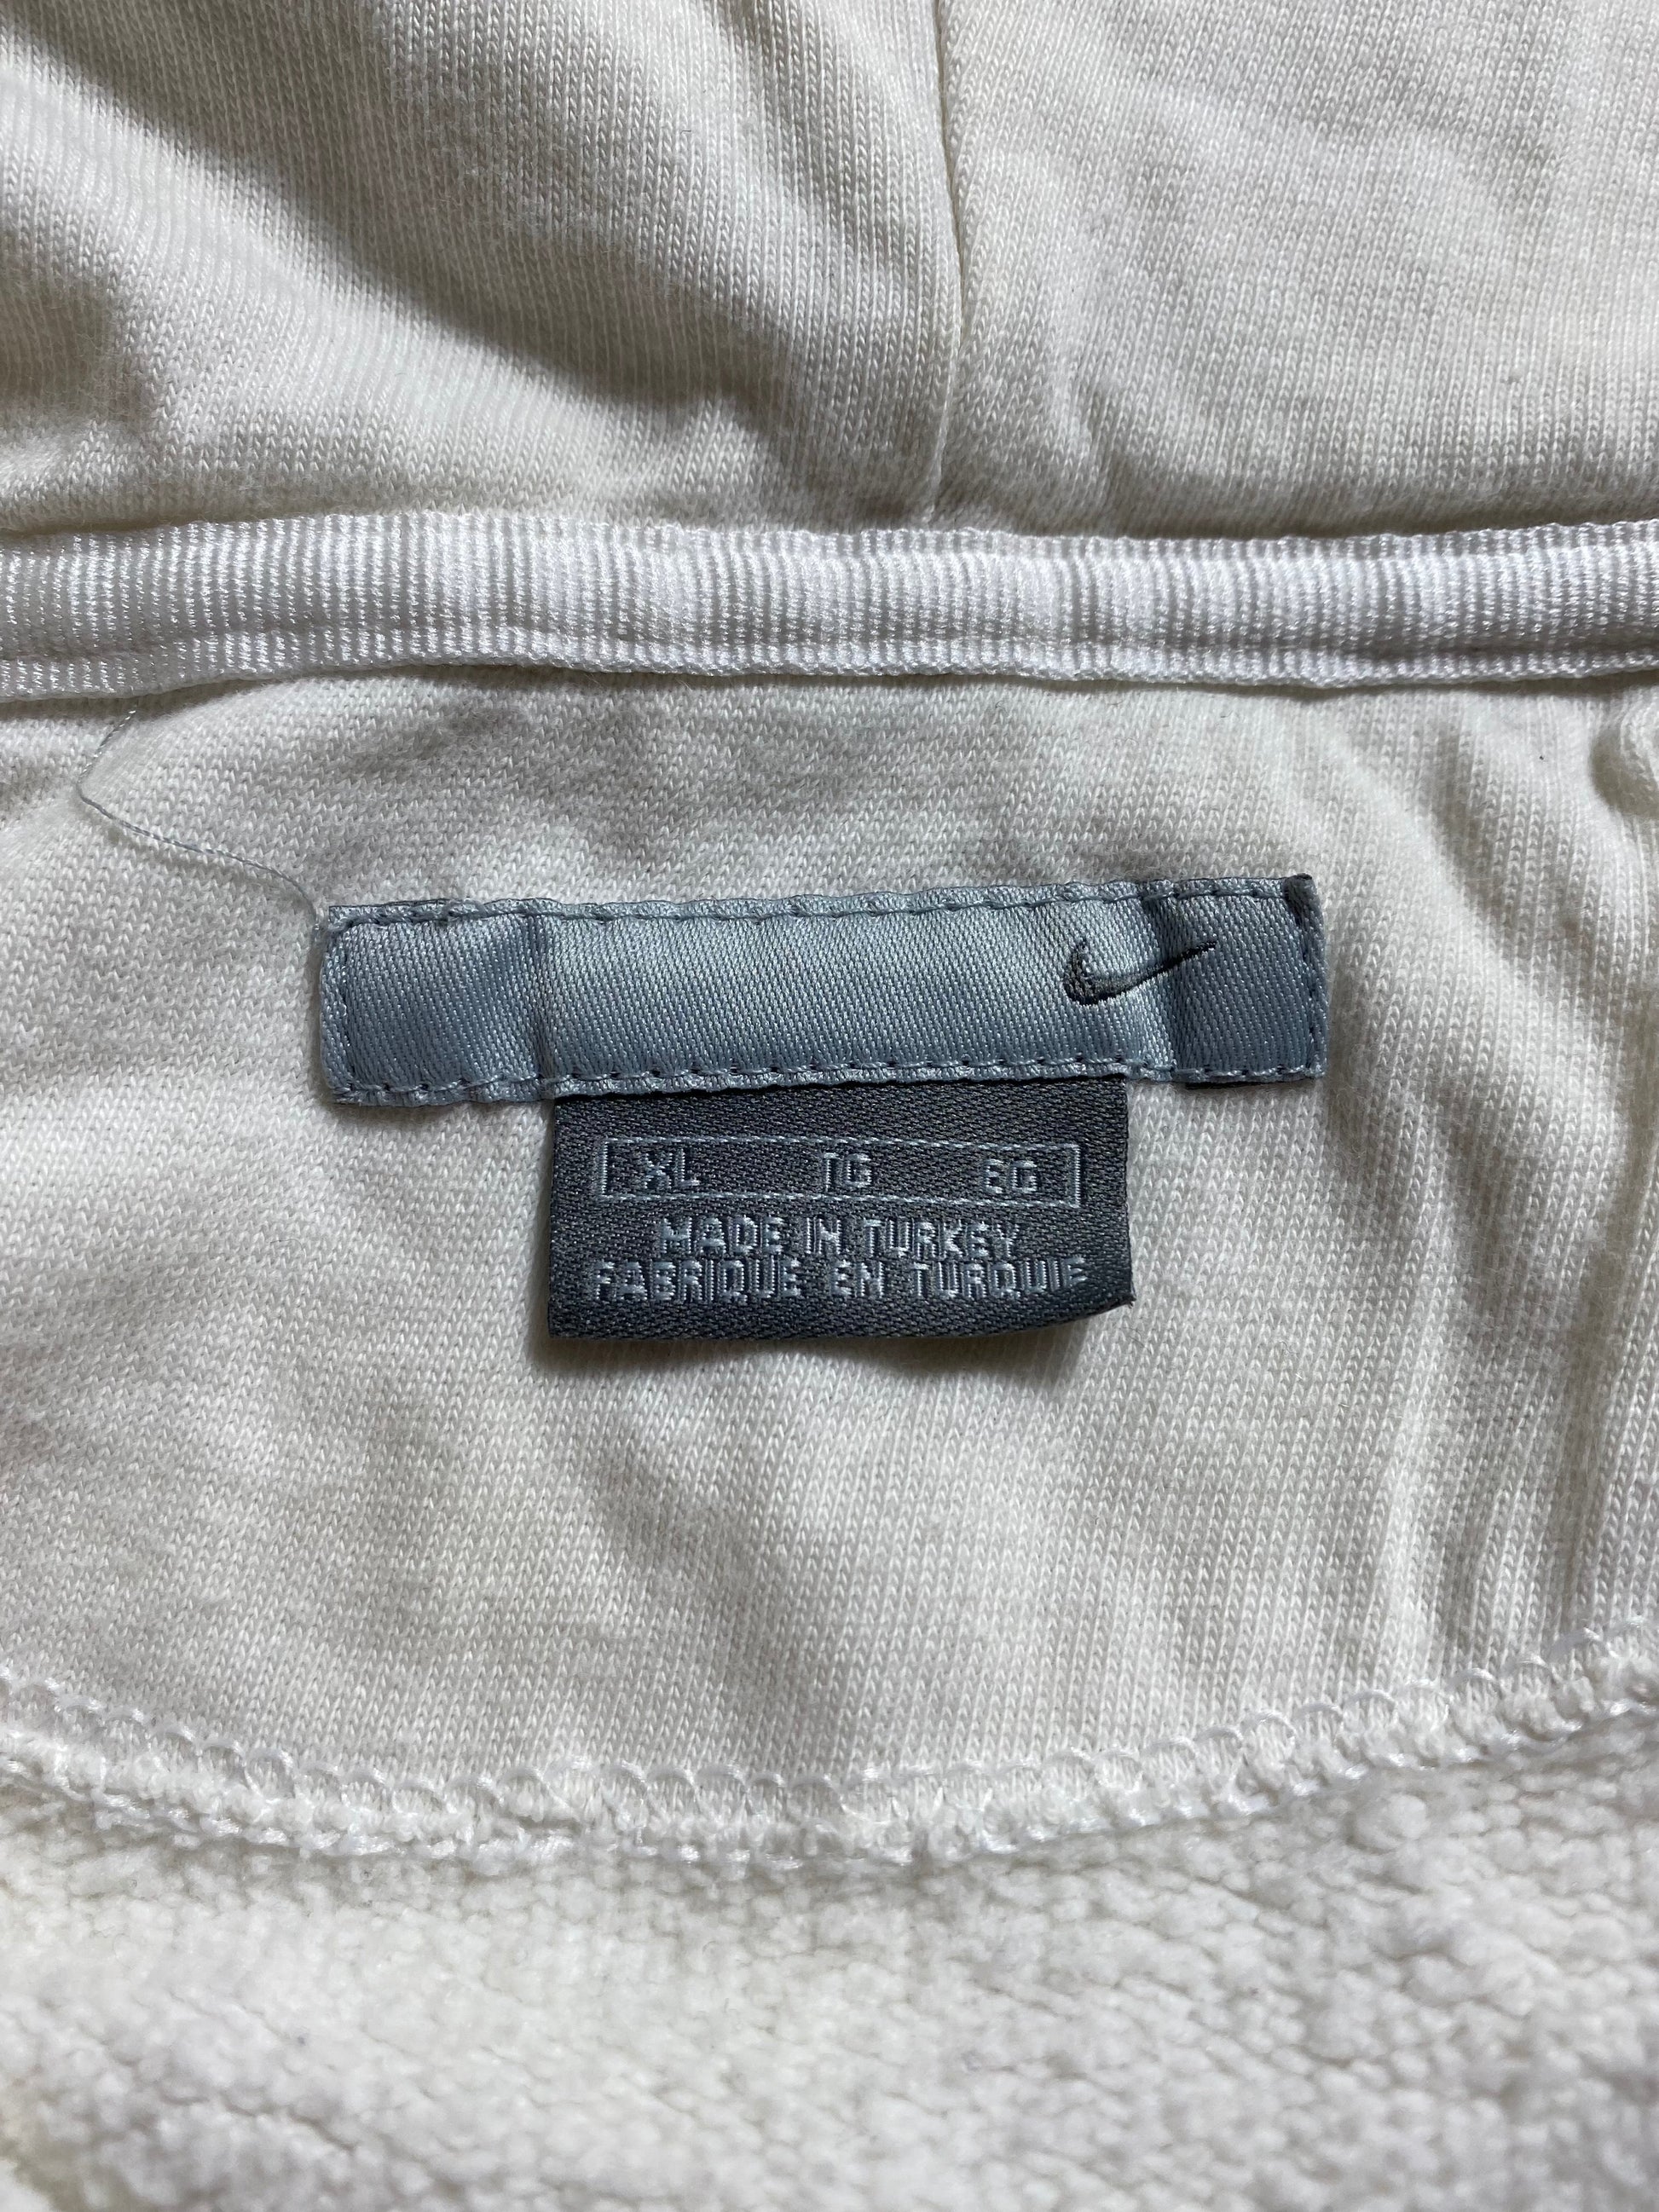 XL TG EG
MADE IN TURKEY
FABRIQUE EN TURQUIE